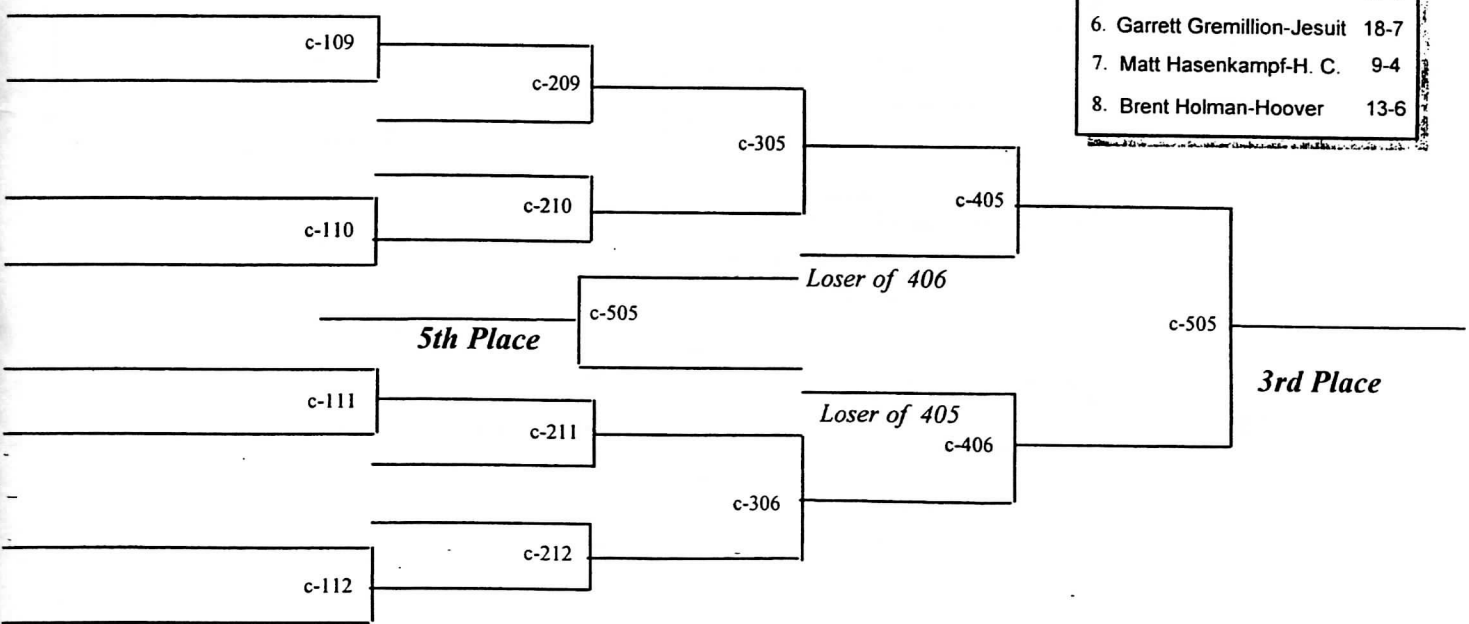 6. Garrett Gremillion-Jesuit 18-7
7. Matt Hasenkampf-H. C. 9-4
8. Brent Holman-Hoover 13-6
c-109
c-209
c-305
c-405
c-210
c-110
Loser of 406
c-505
5th Place
c-505
3rd Place
c-111
Loser of 405
c-211
c-406
c-306
c-212
c-112